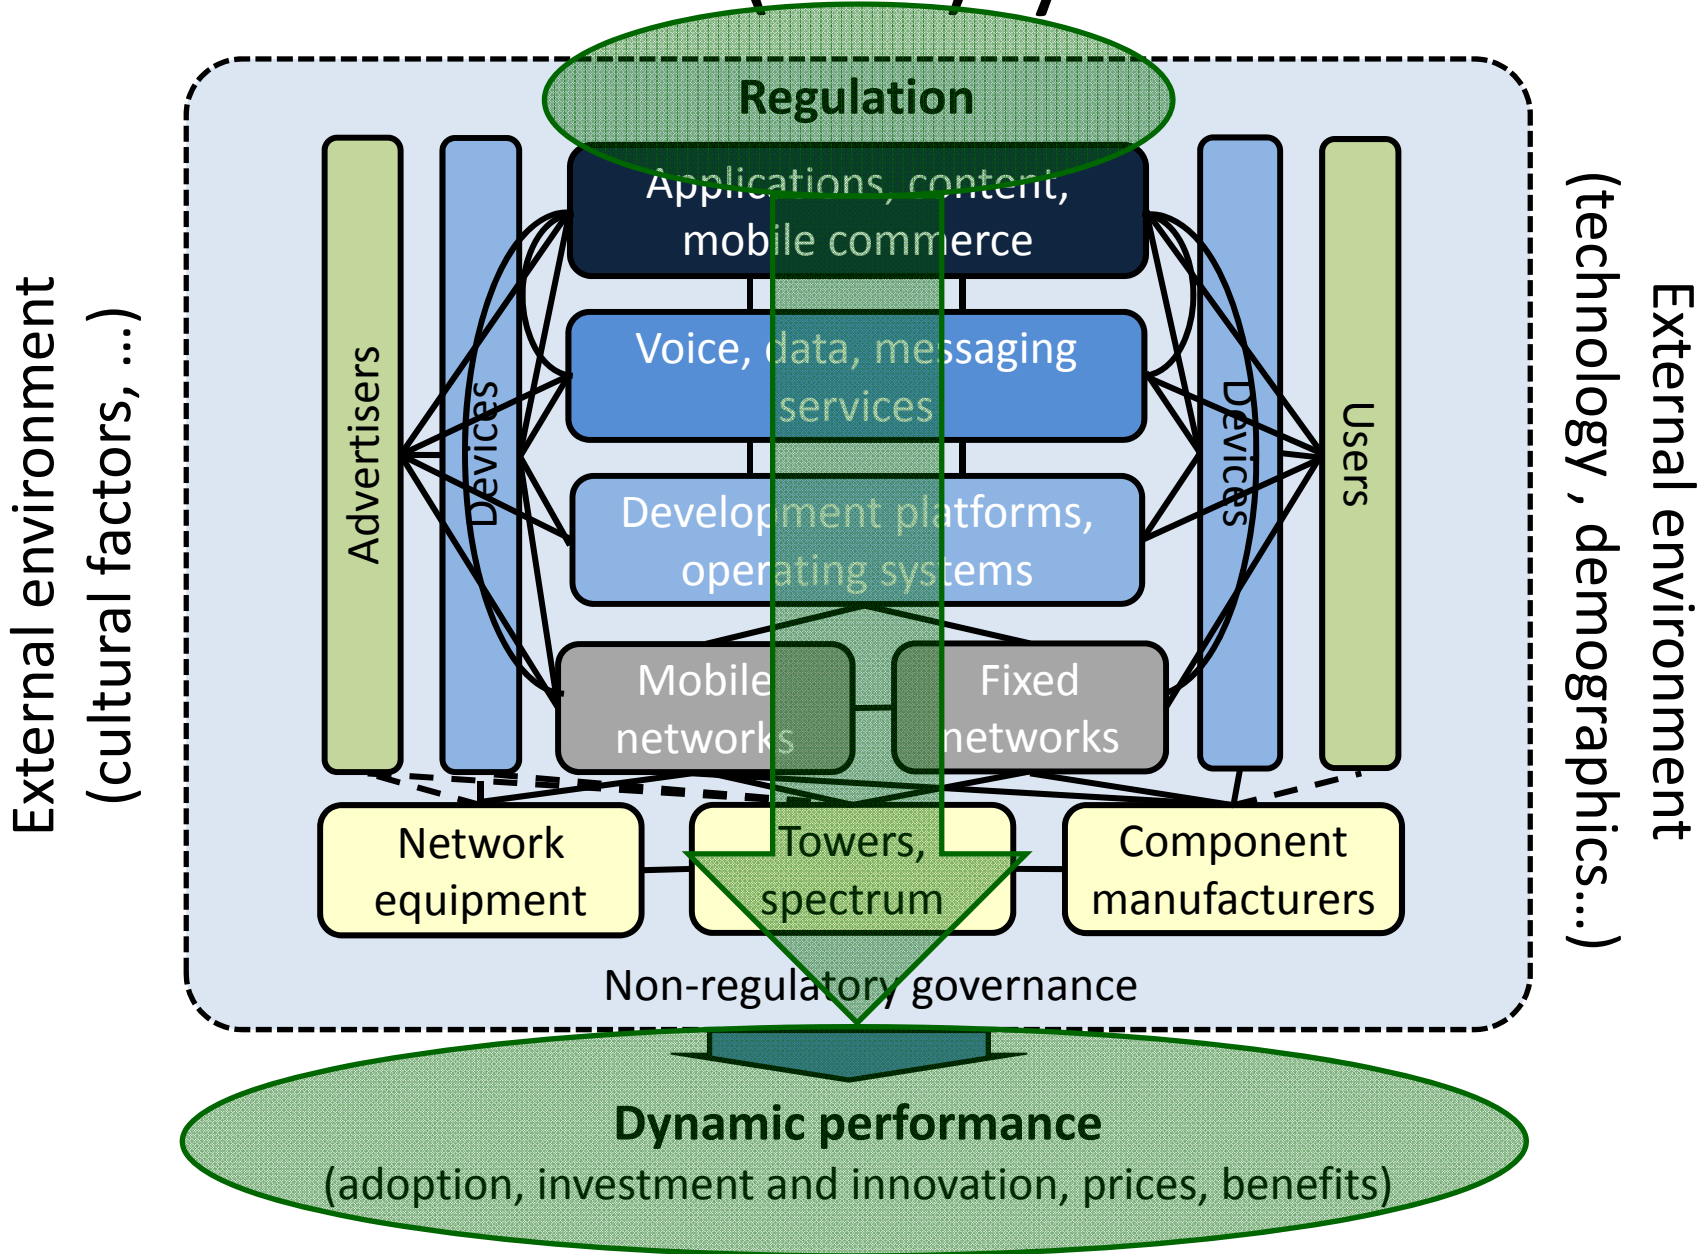 Regulation
Applications, content,
mobile commerce
Voice, data, messaging
services
Development platforms,
operating systems
Mobile
networks
Fixed
networks
Advertisers
Devices
Devices
Users
Network
equipment
Towers,
spectrum
Component
manufacturers
Non-regulatory governance
Dynamic performance
(adoption, investment and innovation, prices, benefits)
External environment
(cultural factors, ...)
External environment
(technology , demographics...)